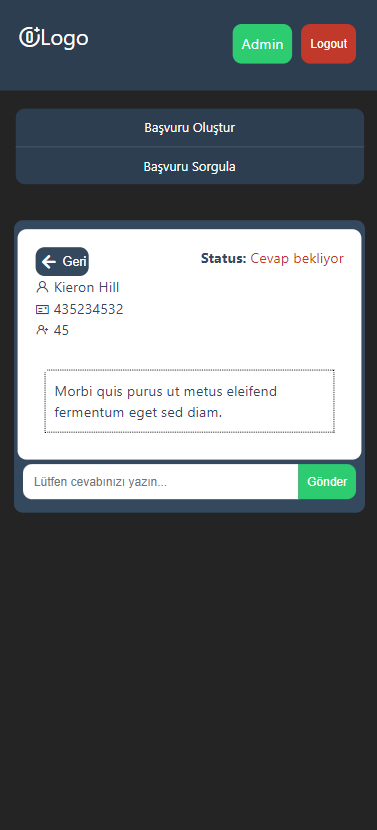 Logo
Admin
Logout
Başvuru Oluştur
Başvuru Sorgula
Geri
Status: Cevap bekliyor
Kieron Hill
435234532
45
Morbi quis purus ut metus eleifend
fermentum eget sed diam.
Lütfen cevabınızı yazın...
Gönder